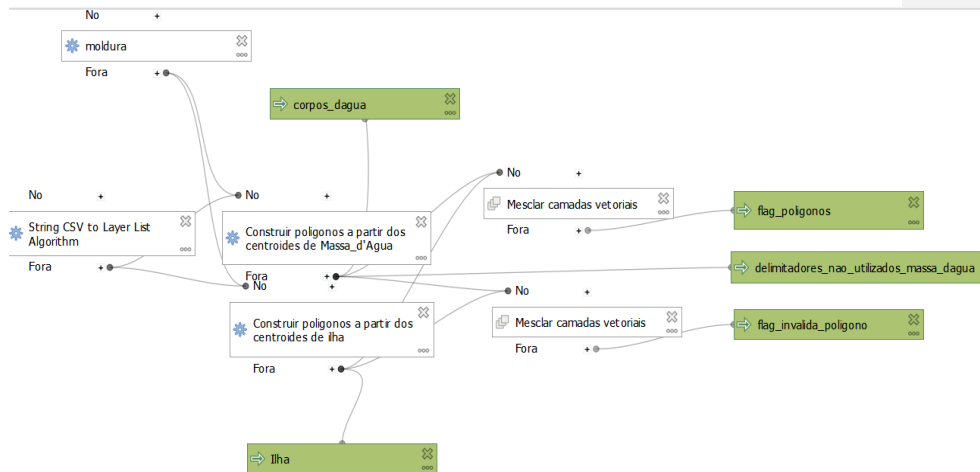 No +
moldura
Fora +
corpos_dagua
No +
No +
No +
Mesclar camadas vetoriais
Fora +
flag_poligonos
String CSV to Layer List
Algorithm
Fora +
Construir poligonos a partir dos
centroides de Massa_d'Agua
Fora +
delimitadores_nao_utilizados_massa_dagua
No +
No +
Construir poligonos a partir dos
centroides de ilha
Fora +
Mesclar camadas vetoriais
Fora +
flag_invalida_poligono
Ilha